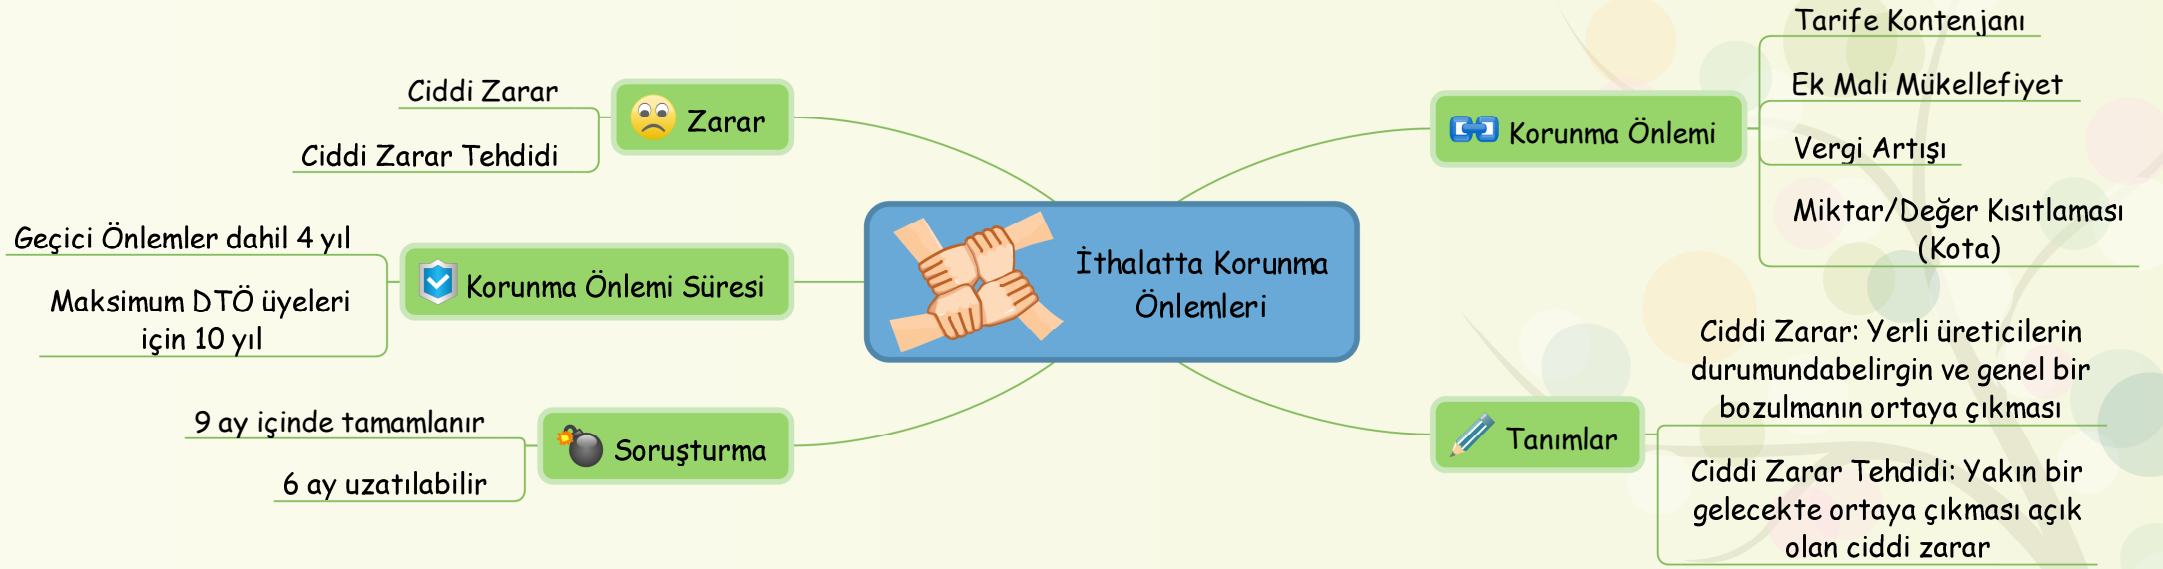 İthalatta Korunma
Önlemleri
Korunma Önlemi
Tarife Kontenjanı
Ek Mali Mükellefiyet
Vergi Artışı
Miktar/Değer Kısıtlaması
(Kota)
Tanımlar
Ciddi Zarar: Yerli üreticilerin
durumundabelirgin ve genel bir
bozulmanın ortaya çıkması
Ciddi Zarar Tehdidi: Yakın bir
gelecekte ortaya çıkması açık
olan ciddi zarar
Zarar
Ciddi Zarar
Ciddi Zarar Tehdidi
Korunma Önlemi Süresi
Geçici Önlemler dahil 4 yıl
Maksimum DTÖ üyeleri
için 10 yıl
Soruşturma
9 ay içinde tamamlanır
6 ay uzatılabilir